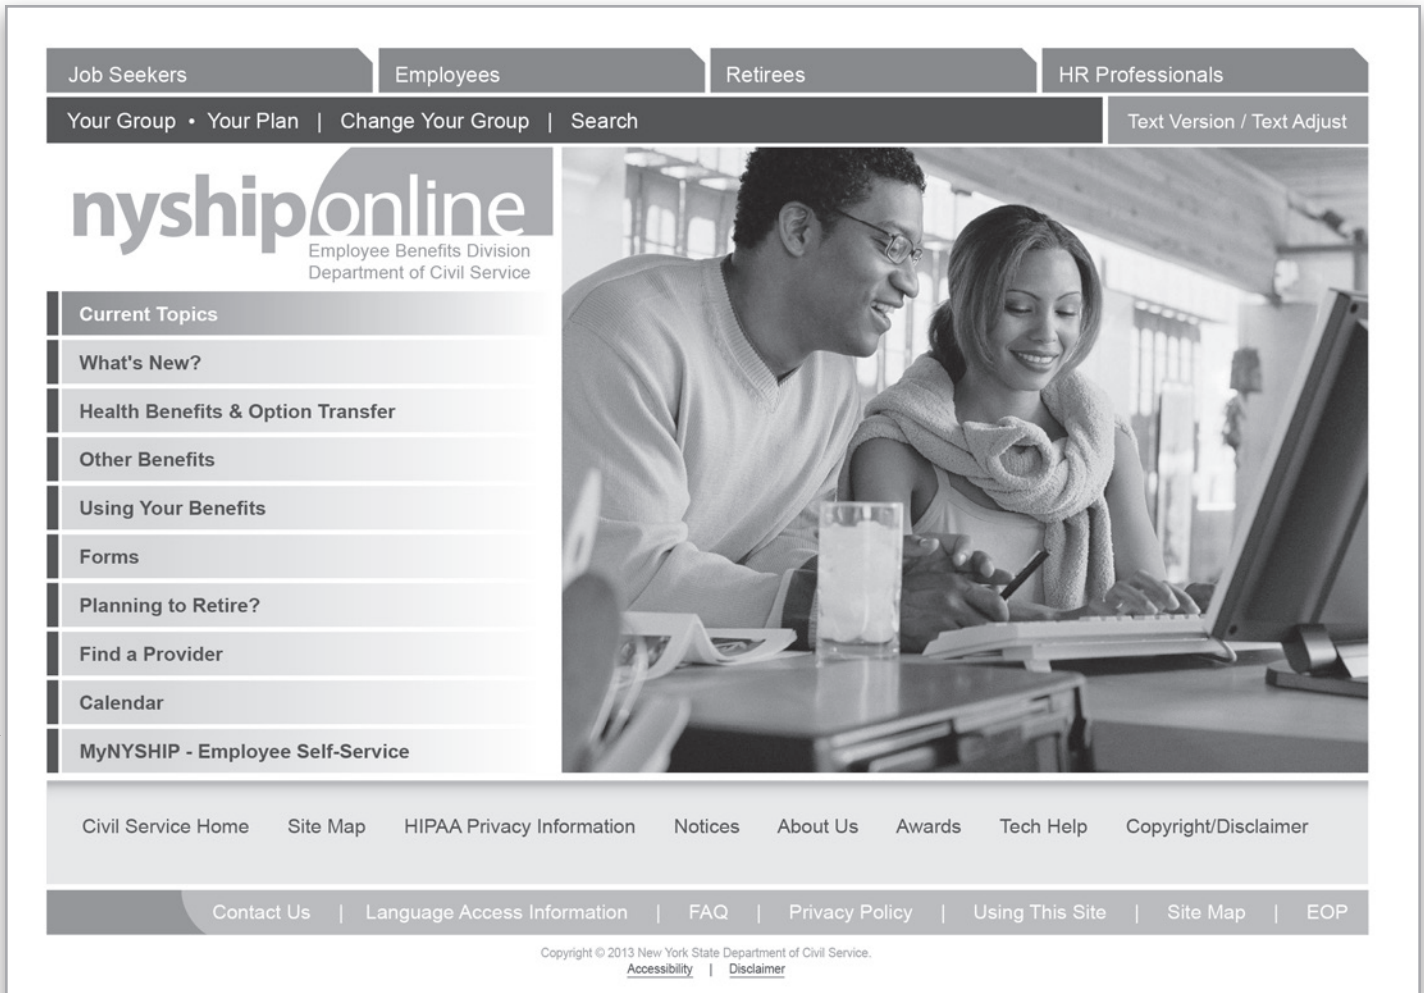 Job Seekers
Employees
Retirees
HR Professionals
Your Group • Your Plan | Change Your Group | Search
Text Version / Text Adjust
nyshiponline
Employee Benefits Division
Department of Civil Service
Current Topics
What's New?
Health Benefits & Option Transfer
Other Benefits
Using Your Benefits
Forms
Planning to Retire?
Find a Provider
Calendar
MyNYSHIP - Employee Self-Service
Civil Service Home Site Map HIPAA Privacy Information Notices About Us Awards Tech Help Copyright/Disclaimer
Contact Us | Language Access Information | FAQ | Privacy Policy | Using This Site | Site Map | EOP
Copyright © 2013 New York State Department of Civil Service.
Accessibility | Disclaimer